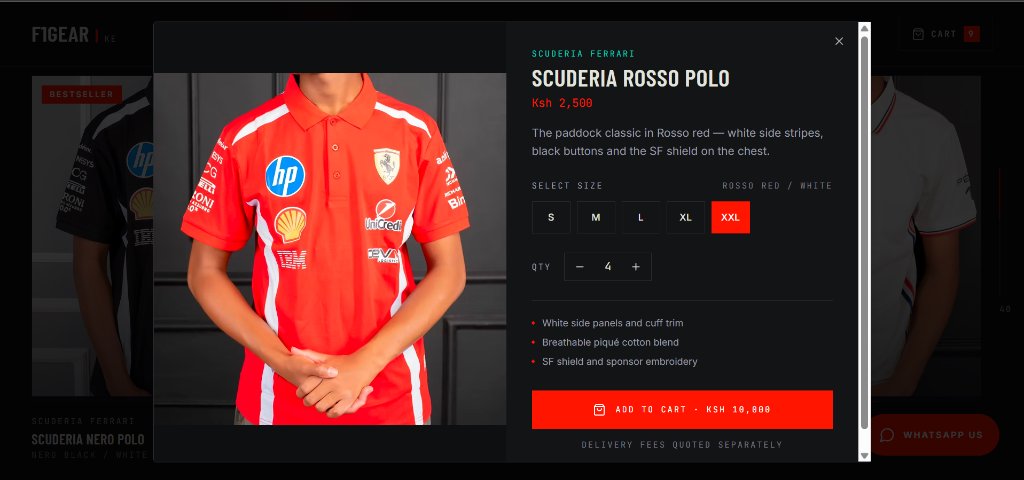 F1GEAR | KE
CART 9
BESTSELLER
hp
UniCredit
IBM
SCUDERIA FERRARI
SCUDERIA ROSSO POLO
Ksh 2,500
The paddock classic in Rosso red — white side stripes,
black buttons and the SF shield on the chest.
SELECT SIZE
ROSSO RED / WHITE
S
M
L
XL
XXL
QTY
− 4 +
White side panels and cuff trim
Breathable piqué cotton blend
SF shield and sponsor embroidery
ADD TO CART - KSH 10,000
DELIVERY FEES QUOTED SEPARATELY
SCUDERIA FERRARI
SCUDERIA NERO POLO
NERO BLACK / WHITE
40
WHATSAPP US